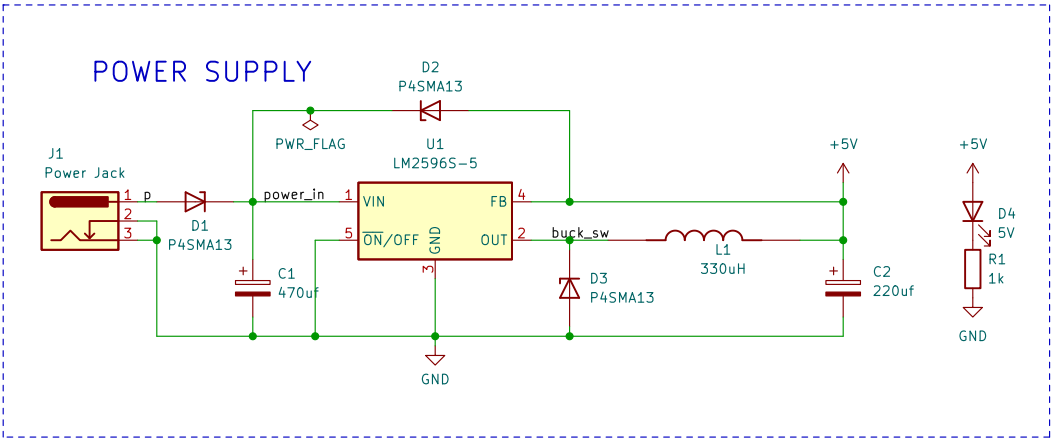 POWER SUPPLY
D2
P4SMA13
PWR_FLAG
U1
LM2596S-5
+5V
+5V
J1
Power Jack
1
p
power_in
1
VIN
FB
4
2
D1
P4SMA13
3
5
ON/OFF
GND
OUT
2
buck_sw
3
L1
330uH
D4
5V
R1
1k
C1
470uf
D3
P4SMA13
C2
220uf
GND
GND